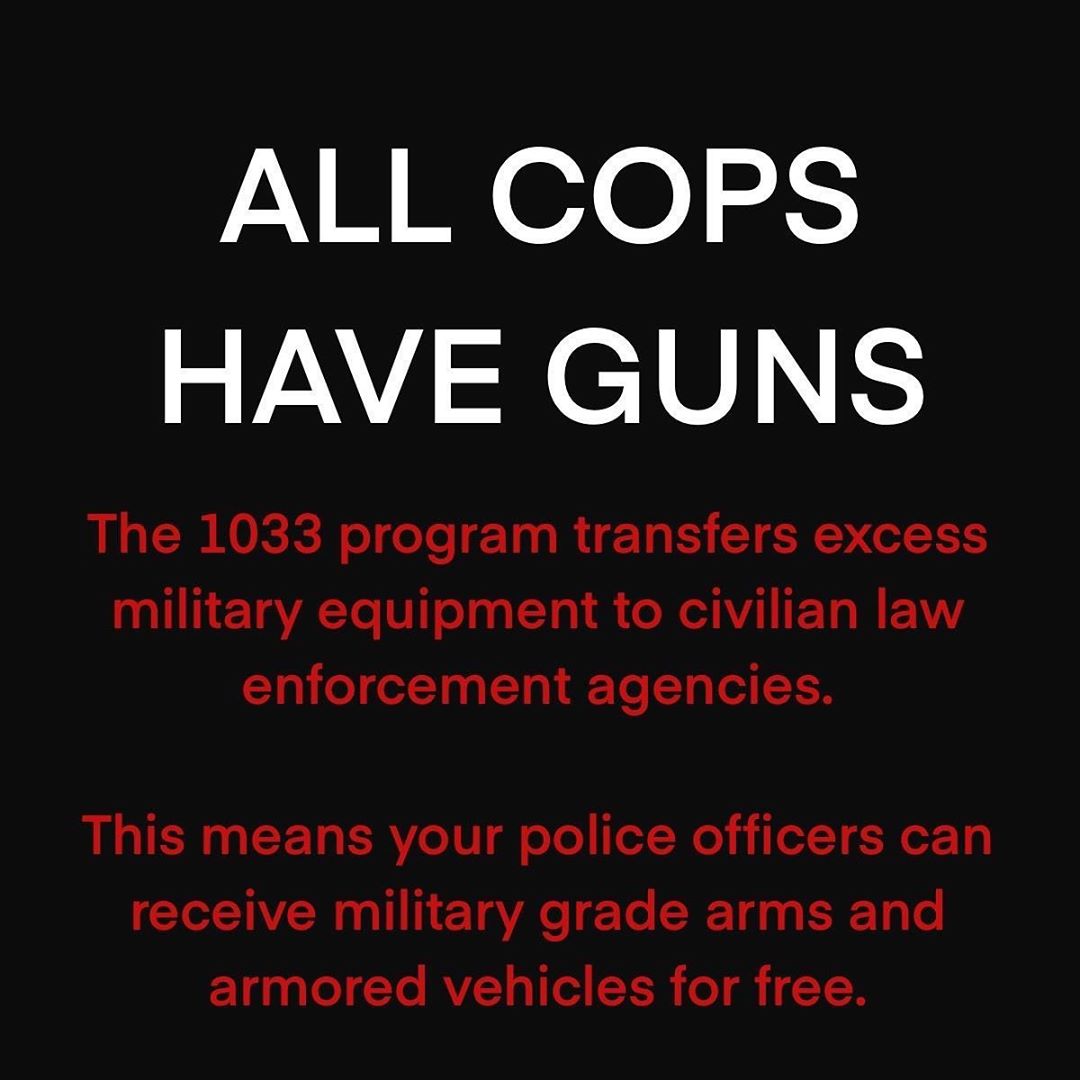 ALL COPS
HAVE GUNS
The 1033 program transfers excess
military equipment to civilian law
enforcement agencies.
This means your police officers can
receive military grade arms and
armored vehicles for free.